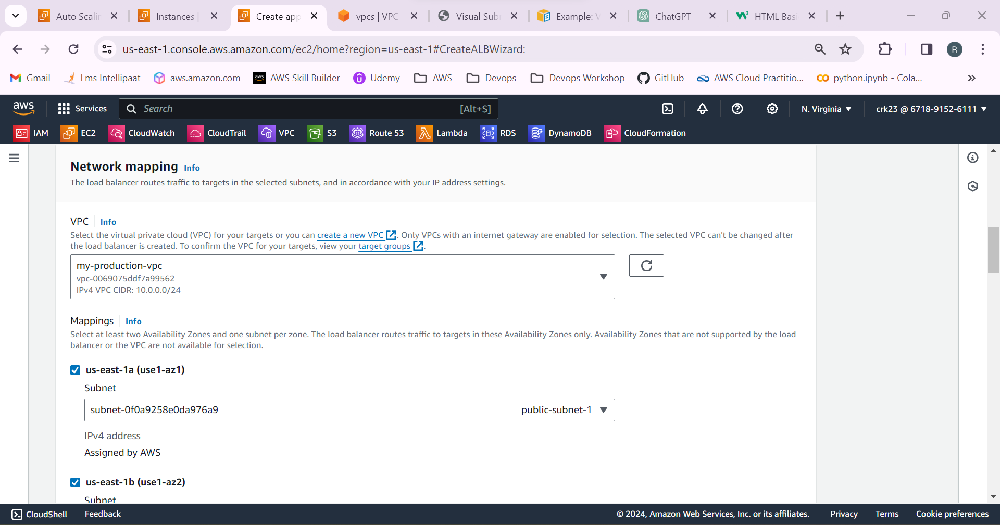 Auto Scalin
Instances |
Create app
vpcs | VPC
Visual Sub
Example: V
ChatGPT
HTML Basi
us-east-1.console.aws.amazon.com/ec2/home?region=us-east-1#CreateALBWizard:
R
Gmail
Lms Intellipaat
aws.amazon.com
aws
AWS Skill Builder
Udemy
AWS
Devops
Devops Workshop
GitHub
AWS Cloud Practitio...
python.ipynb - Cola...
aws
Services
Search
[Alt+S]
N. Virginia
crk23 @ 6718-9152-6111
IAM
EC2
CloudWatch
CloudTrail
VPC
S3
Route 53
Lambda
RDS
DynamoDB
CloudFormation
Network mapping Info
The load balancer routes traffic to targets in the selected subnets, and in accordance with your IP address settings.
VPC Info
Select the virtual private cloud (VPC) for your targets or you can create a new VPC. Only VPCs with an internet gateway are enabled for selection. The selected VPC can't be changed after
the load balancer is created. To confirm the VPC for your targets, view your target groups.
my-production-vpc
vpc-0069075ddf7a99562
IPv4 VPC CIDR: 10.0.0.0/24
Mappings Info
Select at least two Availability Zones and one subnet per zone. The load balancer routes traffic to targets in these Availability Zones only. Availability Zones that are not supported by the load
balancer or the VPC are not available for selection.
us-east-1a (use1-az1)
Subnet
subnet-0f0a9258e0da976a9 public-subnet-1
IPv4 address
Assigned by AWS
us-east-1b (use1-az2)
Subnet
CloudShell
Feedback
© 2024, Amazon Web Services, Inc. or its affiliates.
Privacy
Terms
Cookie preferences